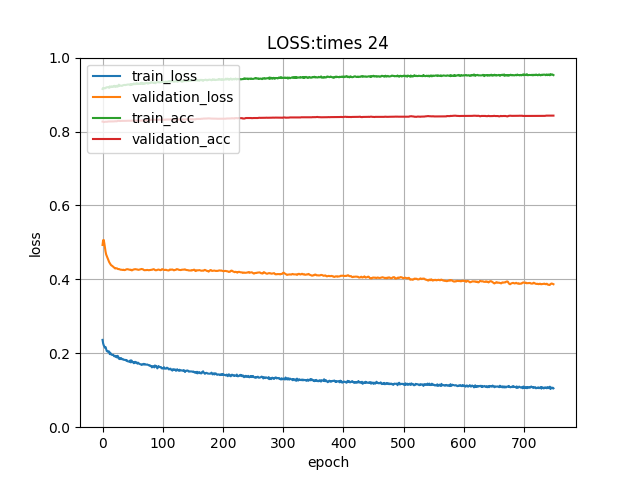 LOSS:times 24
1.0
0.8
0.6
0.4
0.2
0.0
loss
train_loss
validation_loss
train_acc
validation_acc
0 100 200 300 400 500 600 700
epoch